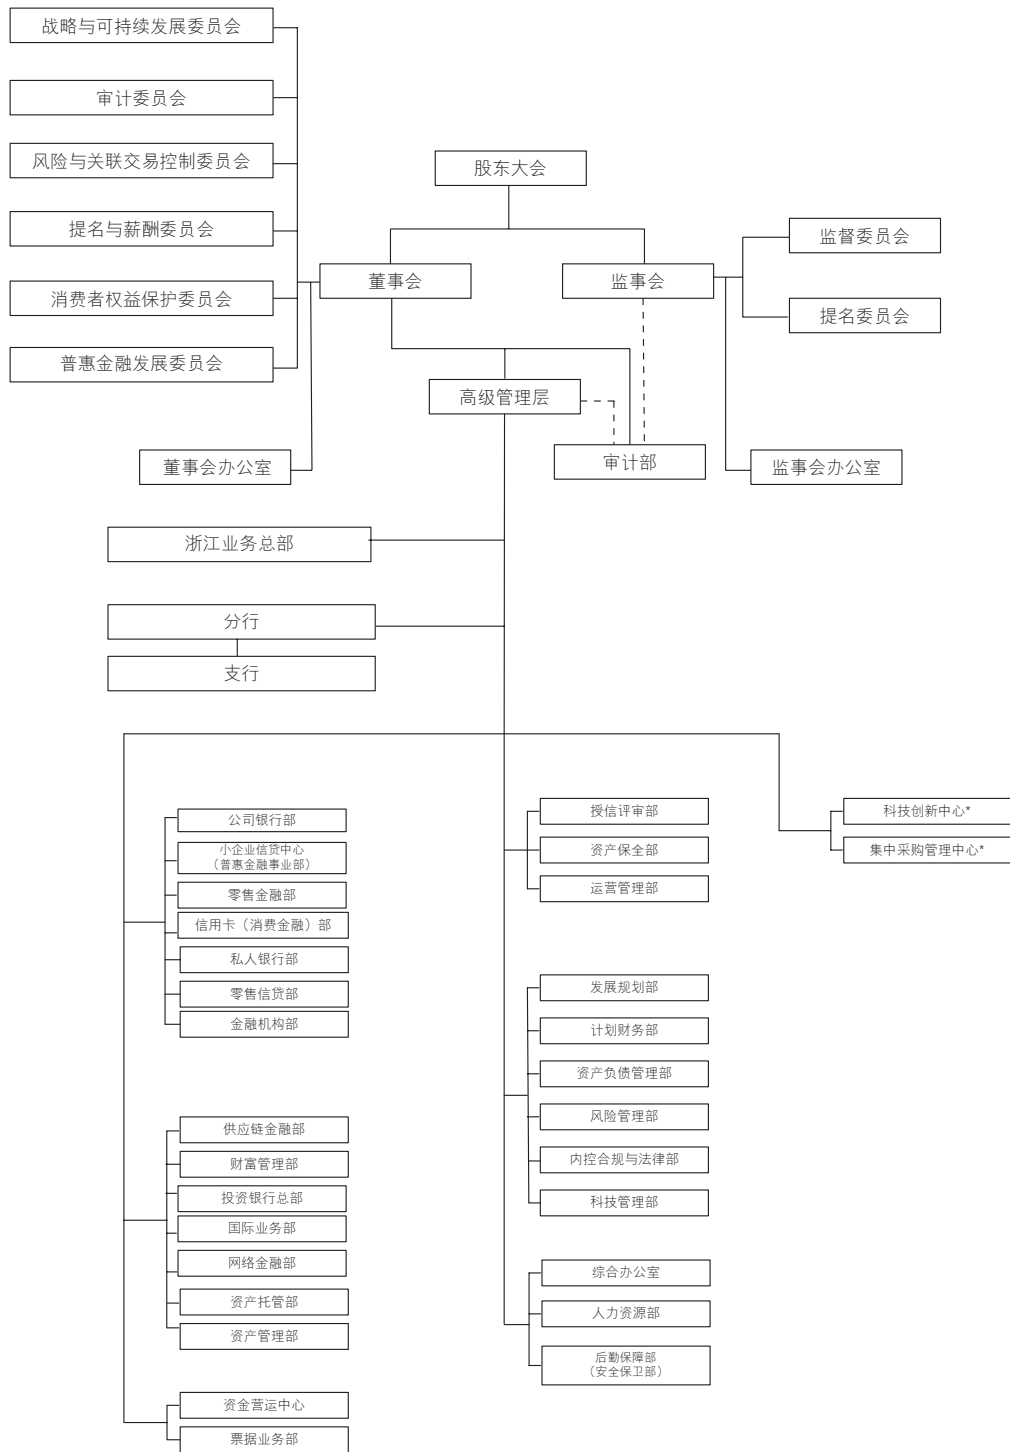 战略与可持续发展委员会
审计委员会
风险与关联交易控制委员会
提名与薪酬委员会
消费者权益保护委员会
普惠金融发展委员会
股东大会
董事会
监事会
监督委员会
提名委员会
高级管理层
董事会办公室
审计部
监事会办公室
浙江业务总部
分行
支行
公司银行部
小企业信贷中心
（普惠金融事业部）
零售金融部
信用卡（消费金融）部
私人银行部
零售信贷部
金融机构部
供应链金融部
财富管理部
投资银行总部
国际业务部
网络金融部
资产托管部
资产管理部
资金营运中心
票据业务部
授信评审部
资产保全部
运营管理部
发展规划部
计划财务部
资产负债管理部
风险管理部
内控合规与法律部
科技管理部
综合办公室
人力资源部
后勤保障部
（安全保卫部）
科技创新中心*
集中采购管理中心*